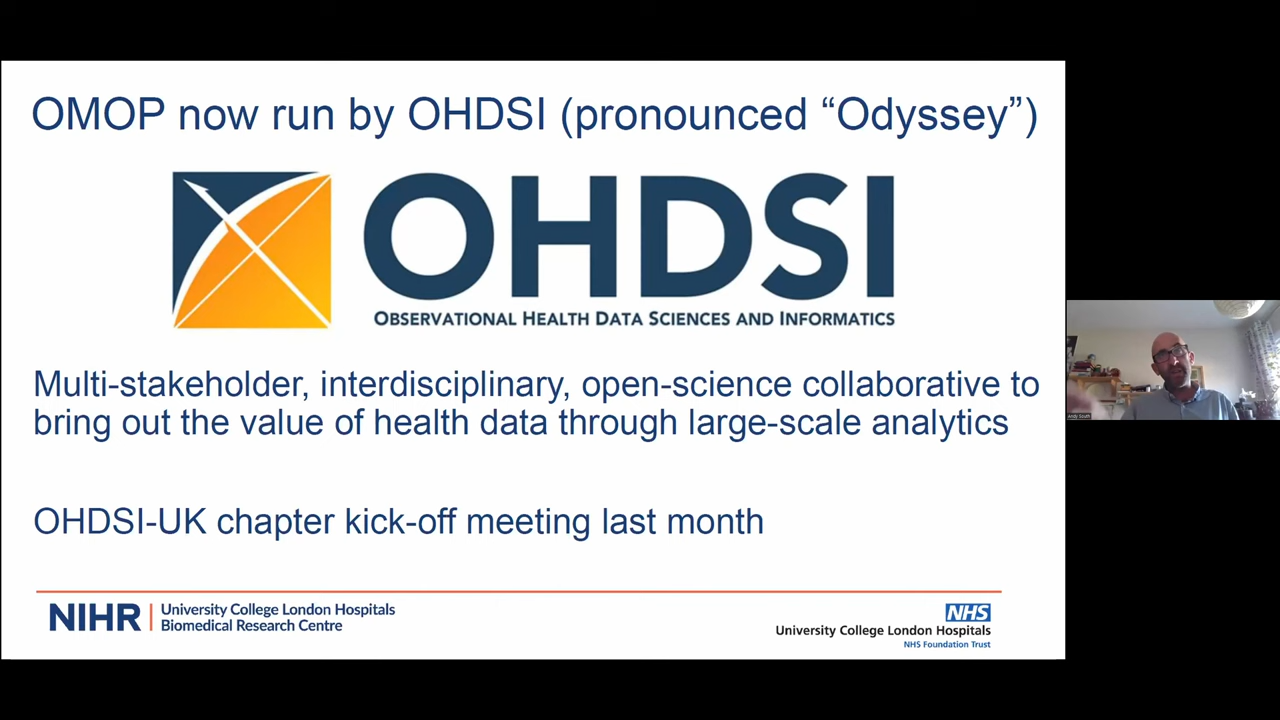 OMOP now run by OHDSI (pronounced “Odyssey”)
OHDSI
OBSERVATIONAL HEALTH DATA SCIENCES AND INFORMATICS
Multi-stakeholder, interdisciplinary, open-science collaborative to
bring out the value of health data through large-scale analytics
Andy South
OHDSI-UK chapter kick-off meeting last month
NIHR | University College London Hospitals
Biomedical Research Centre
NHS
University College London Hospitals
NHS Foundation Trust